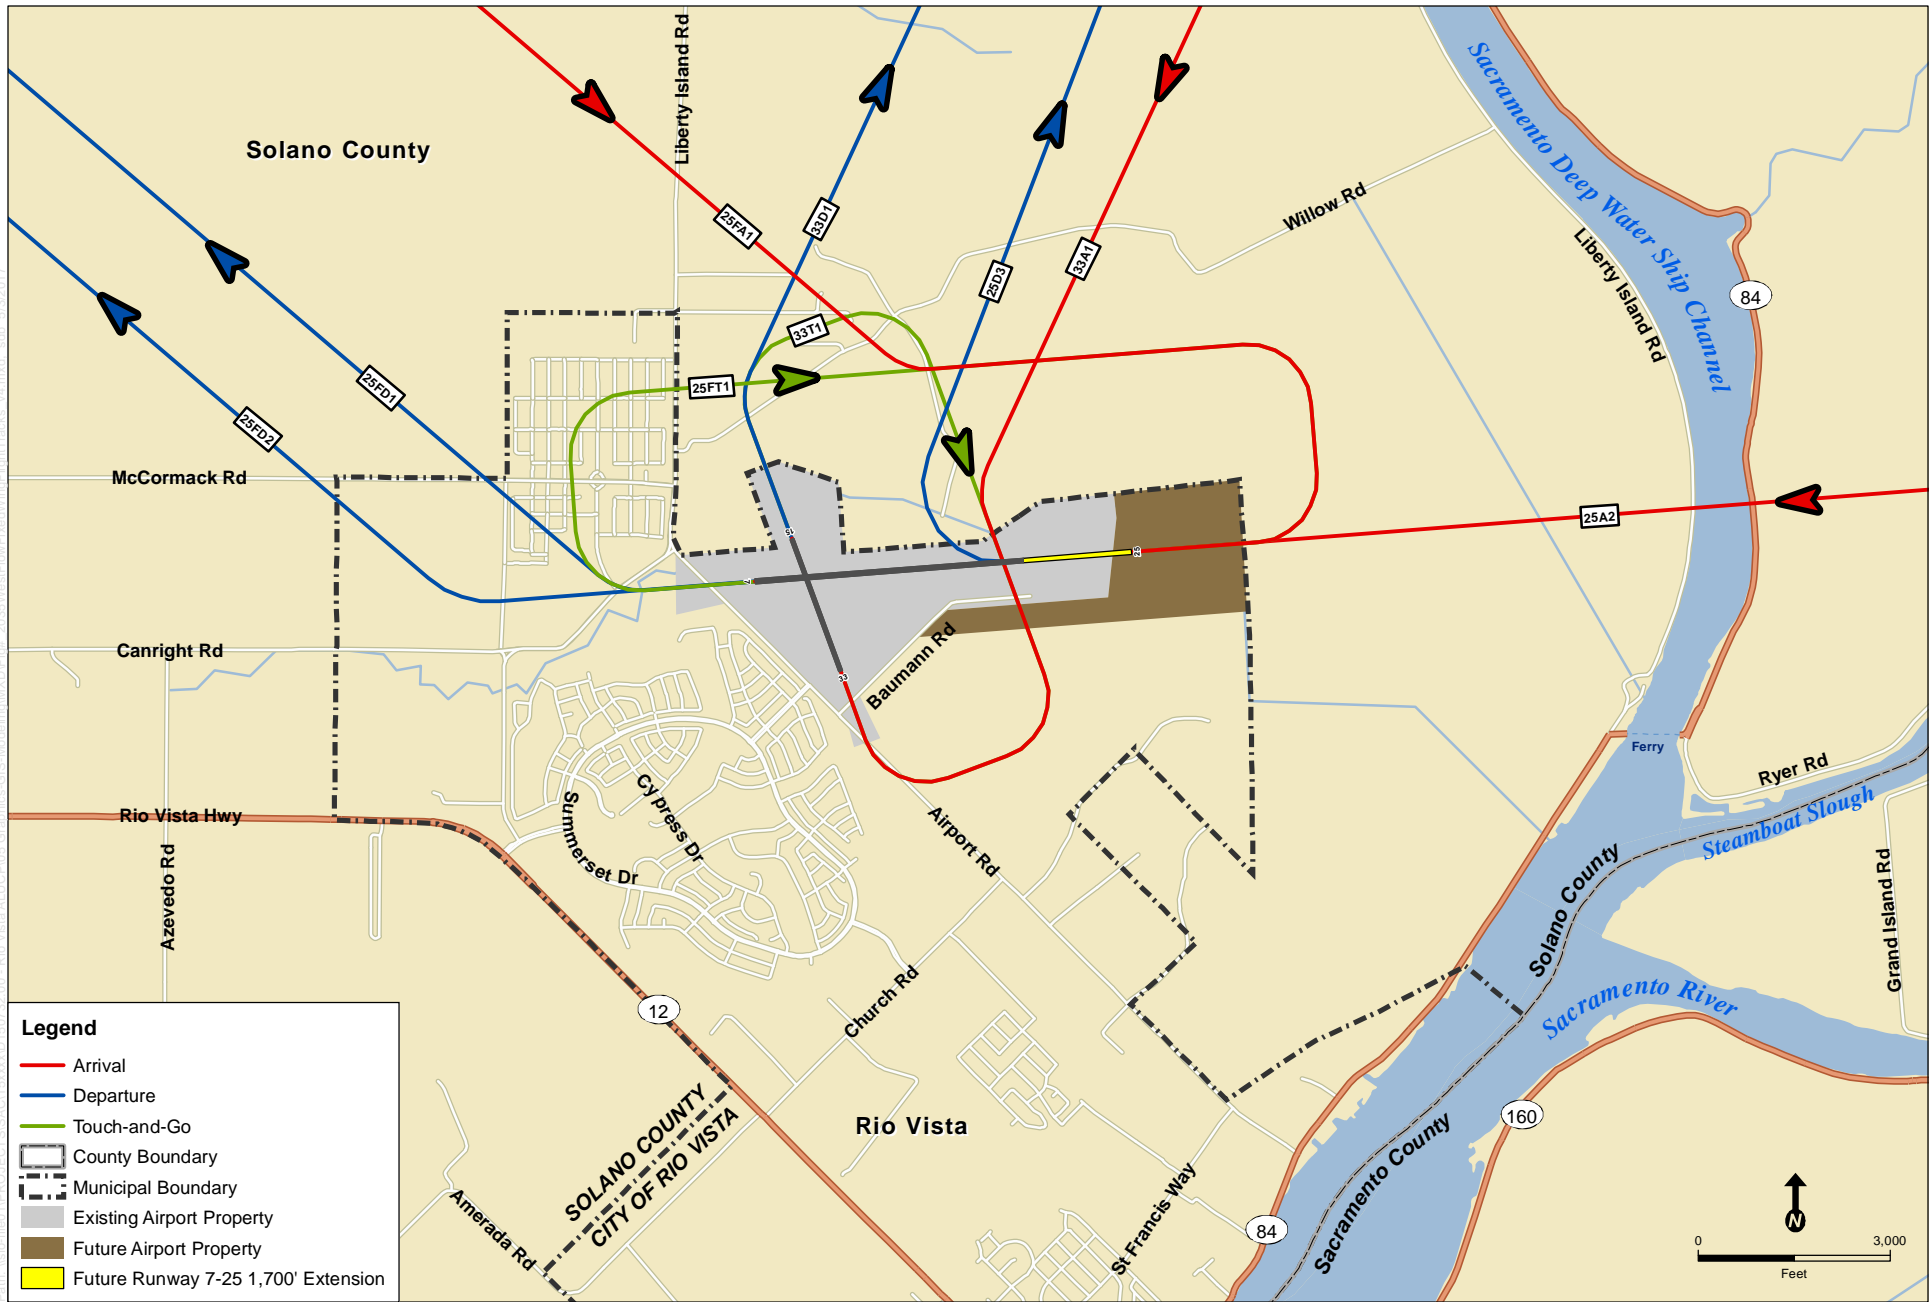 Solano County
Liberty Island Rd
25FA1
33D1
25D3
33A1
Willow Rd
Sacramento Deep Water Ship Channel
Liberty Island Rd
84
33T1
25FT1
25FD1
25FD2
McCormack Rd
25A2
15
7
25
33
Canright Rd
Baumann Rd
Ferry
Ryer Rd
Steamboat Slough
Rio Vista Hwy
Azevedo Rd
Summerset Dr
Cypress Dr
Airport Rd
Solano County
Grand Island Rd
Church Rd
12
Sacramento River
Rio Vista
160
SOLANO COUNTY
CITY OF RIO VISTA
Amerada Rd
St Francis Way
84
Sacramento County
Legend
Arrival
Departure
Touch-and-Go
County Boundary
Municipal Boundary
Existing Airport Property
Future Airport Property
Future Runway 7-25 1,700' Extension
N
0 3,000
Feet